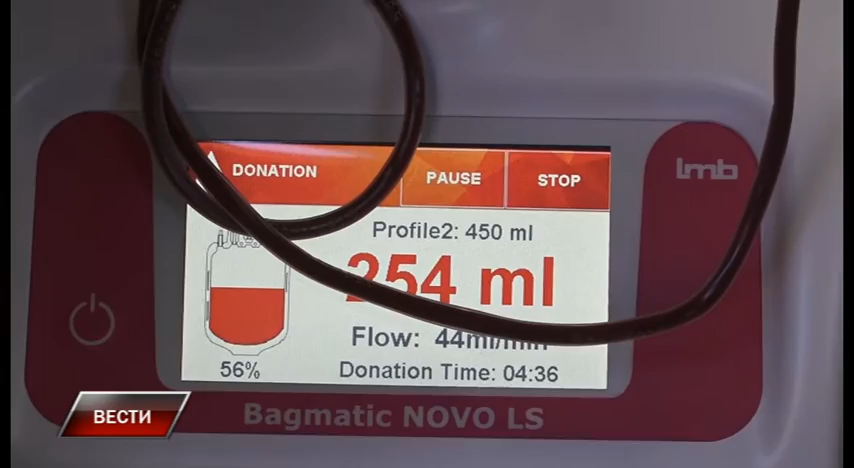 DONATION
PAUSE
STOP
lmb
Profile2: 450 ml
254 ml
Flow: 44ml/min
56%
Donation Time: 04:36
ВЕСТИ
Bagmatic NOVO LS